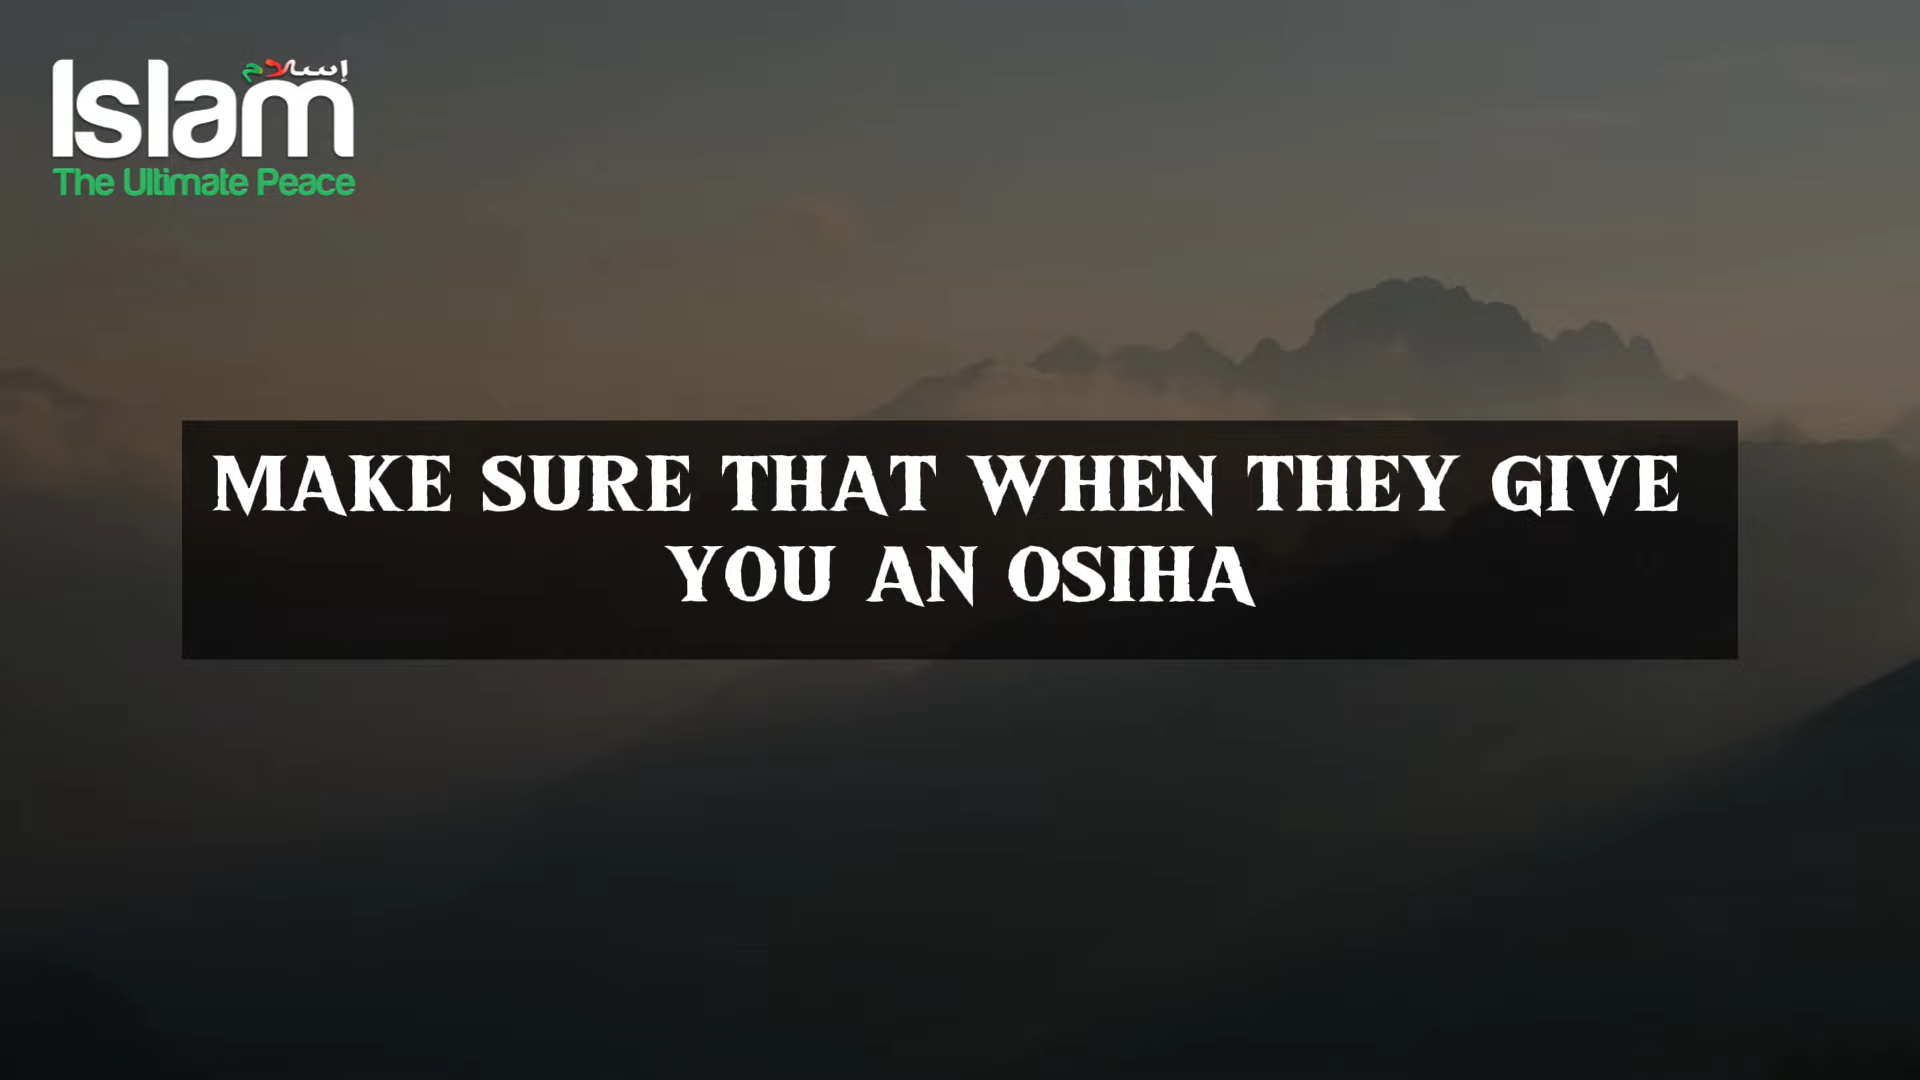 إسلام
Islam
The Ultimate Peace
MAKE SURE THAT WHEN THEY GIVE
YOU AN OSIHA